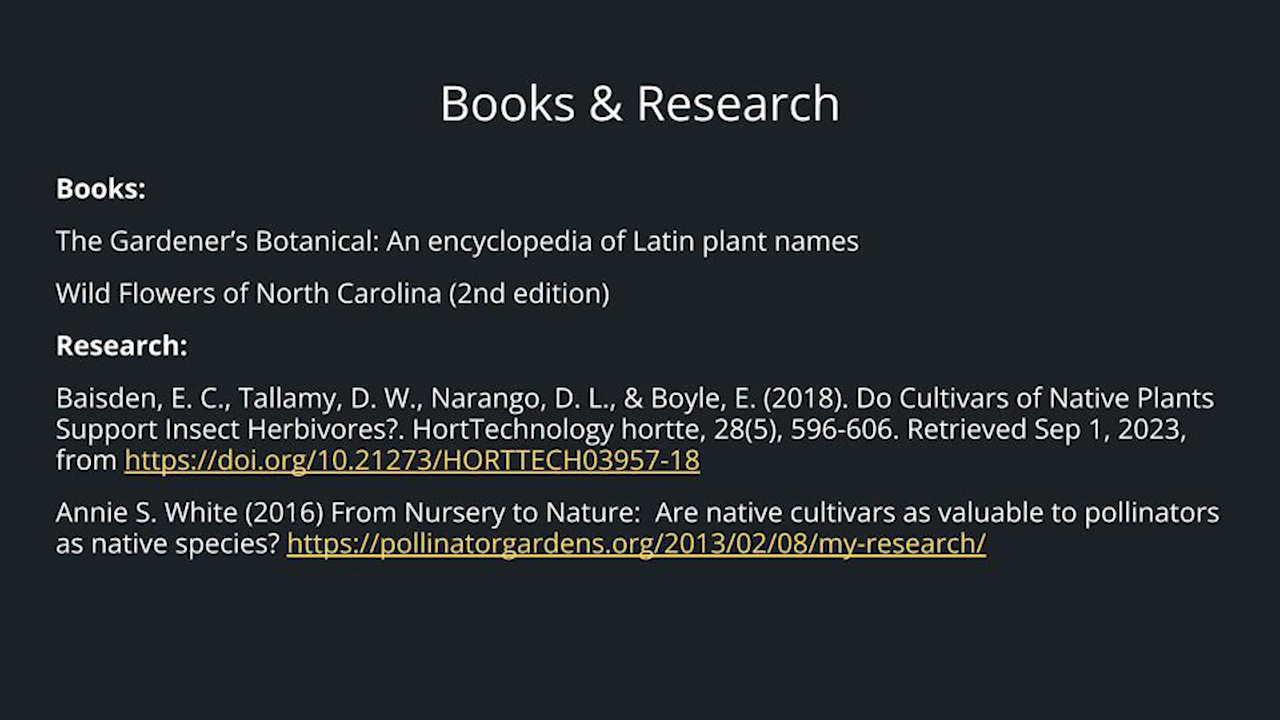 Books & Research
Books:
The Gardener’s Botanical: An encyclopedia of Latin plant names
Wild Flowers of North Carolina (2nd edition)
Research:
Baisden, E. C., Tallamy, D. W., Narango, D. L., & Boyle, E. (2018). Do Cultivars of Native Plants
Support Insect Herbivores?. HortTechnology hortte, 28(5), 596-606. Retrieved Sep 1, 2023,
from https://doi.org/10.21273/HORTTECH03957-18
Annie S. White (2016) From Nursery to Nature:  Are native cultivars as valuable to pollinators
as native species? https://pollinatorgardens.org/2013/02/08/my-research/